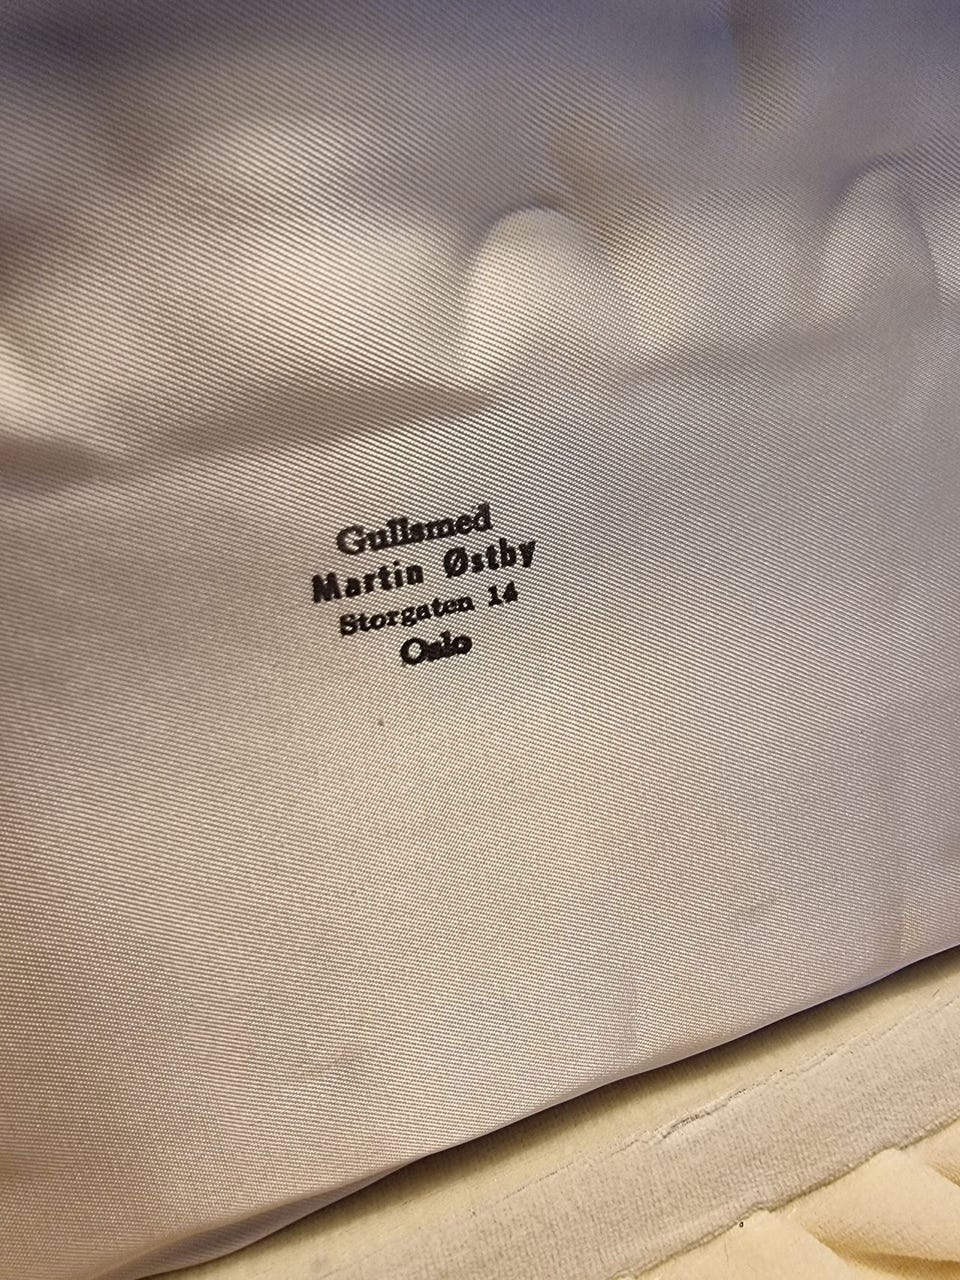 Gullsmed
Martin Østby
Storgaten 14
Oslo